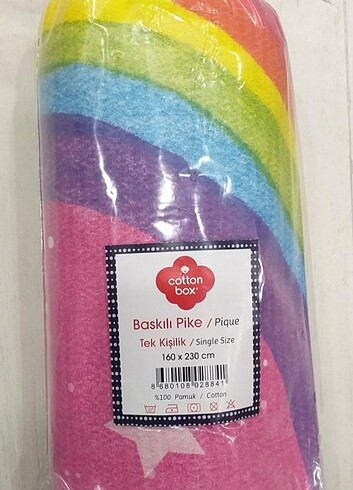 cotton
box®
Baskılı Pike / Pique
Tek Kişilik / Single Size
160 x 230 cm
8 680108 028841
%100 Pamuk / Cotton